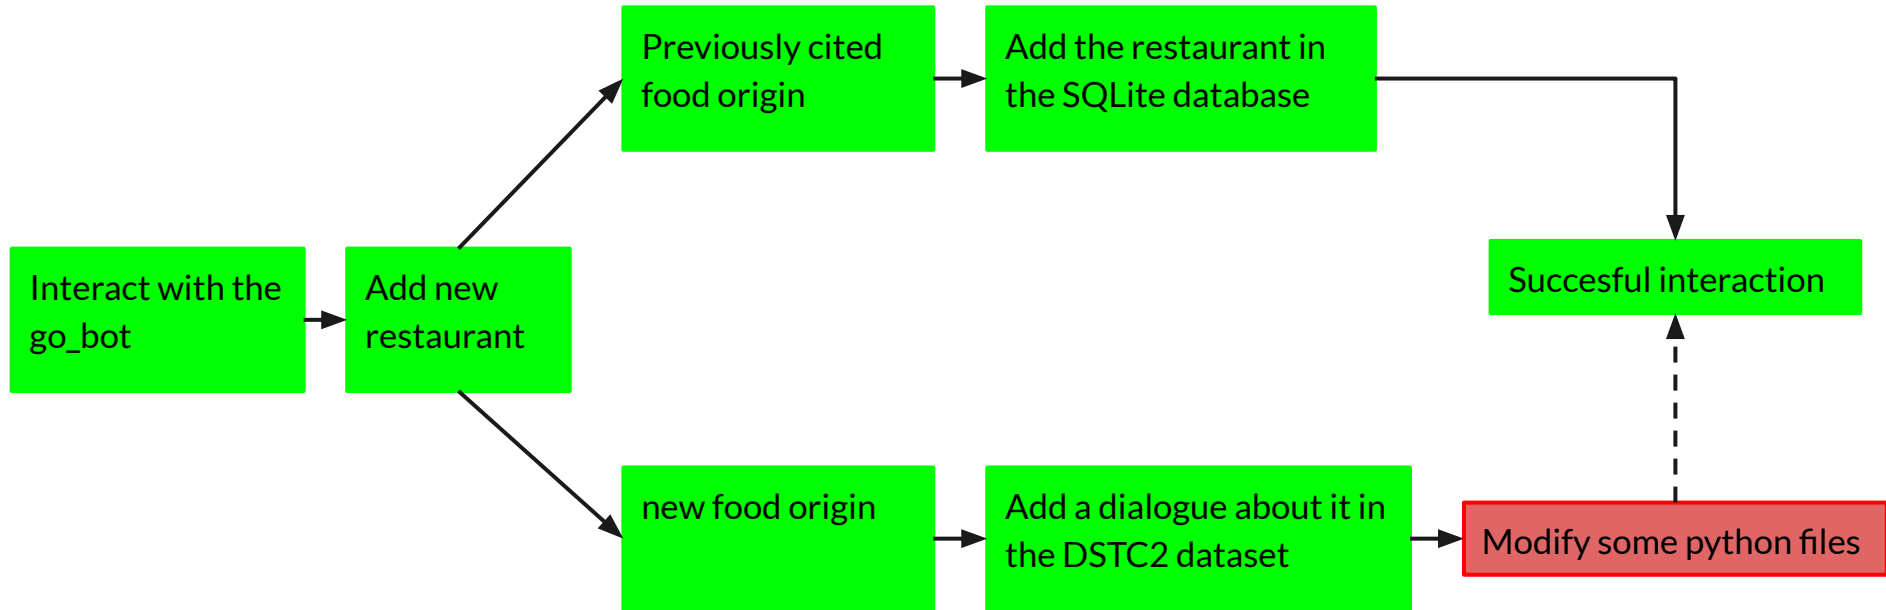 Previously cited
food origin
Add the restaurant in
the SQLite database
Interact with the
go_bot
Add new
restaurant
Succesful interaction
new food origin
Add a dialogue about it in
the DSTC2 dataset
Modify some python files